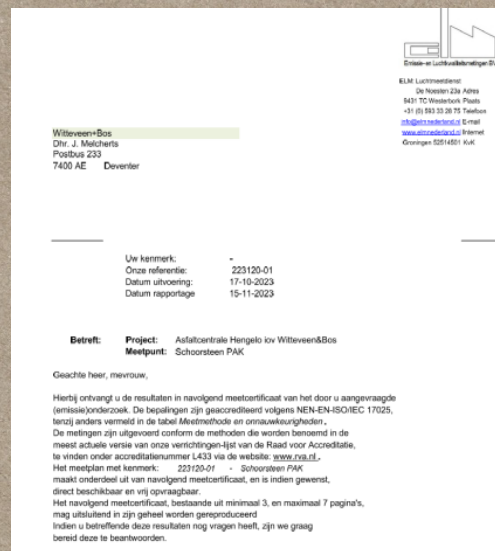 Emissie- en Luchtkwaliteitsmetingen BV
ELM Luchtmeetdienst
De Noesten 23a Adres
9431 TC Westerbork Plaats
+31 (0) 593 33 26 75 Telefoon
info@elmnederland.nl E-mail
www.elmnederland.nl Internet
Groningen 52514501 KvK
Witteveen+Bos
Dhr. J. Melcherts
Postbus 233
7400 AE Deventer
Uw kenmerk: -
Onze referentie: 223120-01
Datum uitvoering: 17-10-2023
Datum rapportage 15-11-2023
Betreft: Project: Asfaltcentrale Hengelo iov Witteveen&Bos
Meetpunt: Schoorsteen PAK
Geachte heer, mevrouw,
Hierbij ontvangt u de resultaten in navolgend meetcertificaat van het door u aangevraagde
(emissie)onderzoek. De bepalingen zijn geaccrediteerd volgens NEN-EN-ISO/IEC 17025,
tenzij anders vermeld in de tabel Meetmethode en onnauwkeurigheden.
De metingen zijn uitgevoerd conform de methoden die worden benoemd in de
meest actuele versie van onze verrichtingen-lijst van de Raad voor Accreditatie,
te vinden onder accreditatienummer L433 via de website: www.rva.nl.
Het meetplan met kenmerk: 223120-01 - Schoorsteen PAK
maakt onderdeel uit van navolgend meetcertificaat, en is indien gewenst,
direct beschikbaar en vrij opvraagbaar.
Het navolgend meetcertificaat, bestaande uit minimaal 3, en maximaal 7 pagina's,
mag uitsluitend in zijn geheel worden gereproduceerd
Indien u betreffende deze resultaten nog vragen heeft, zijn we graag
bereid deze te beantwoorden.